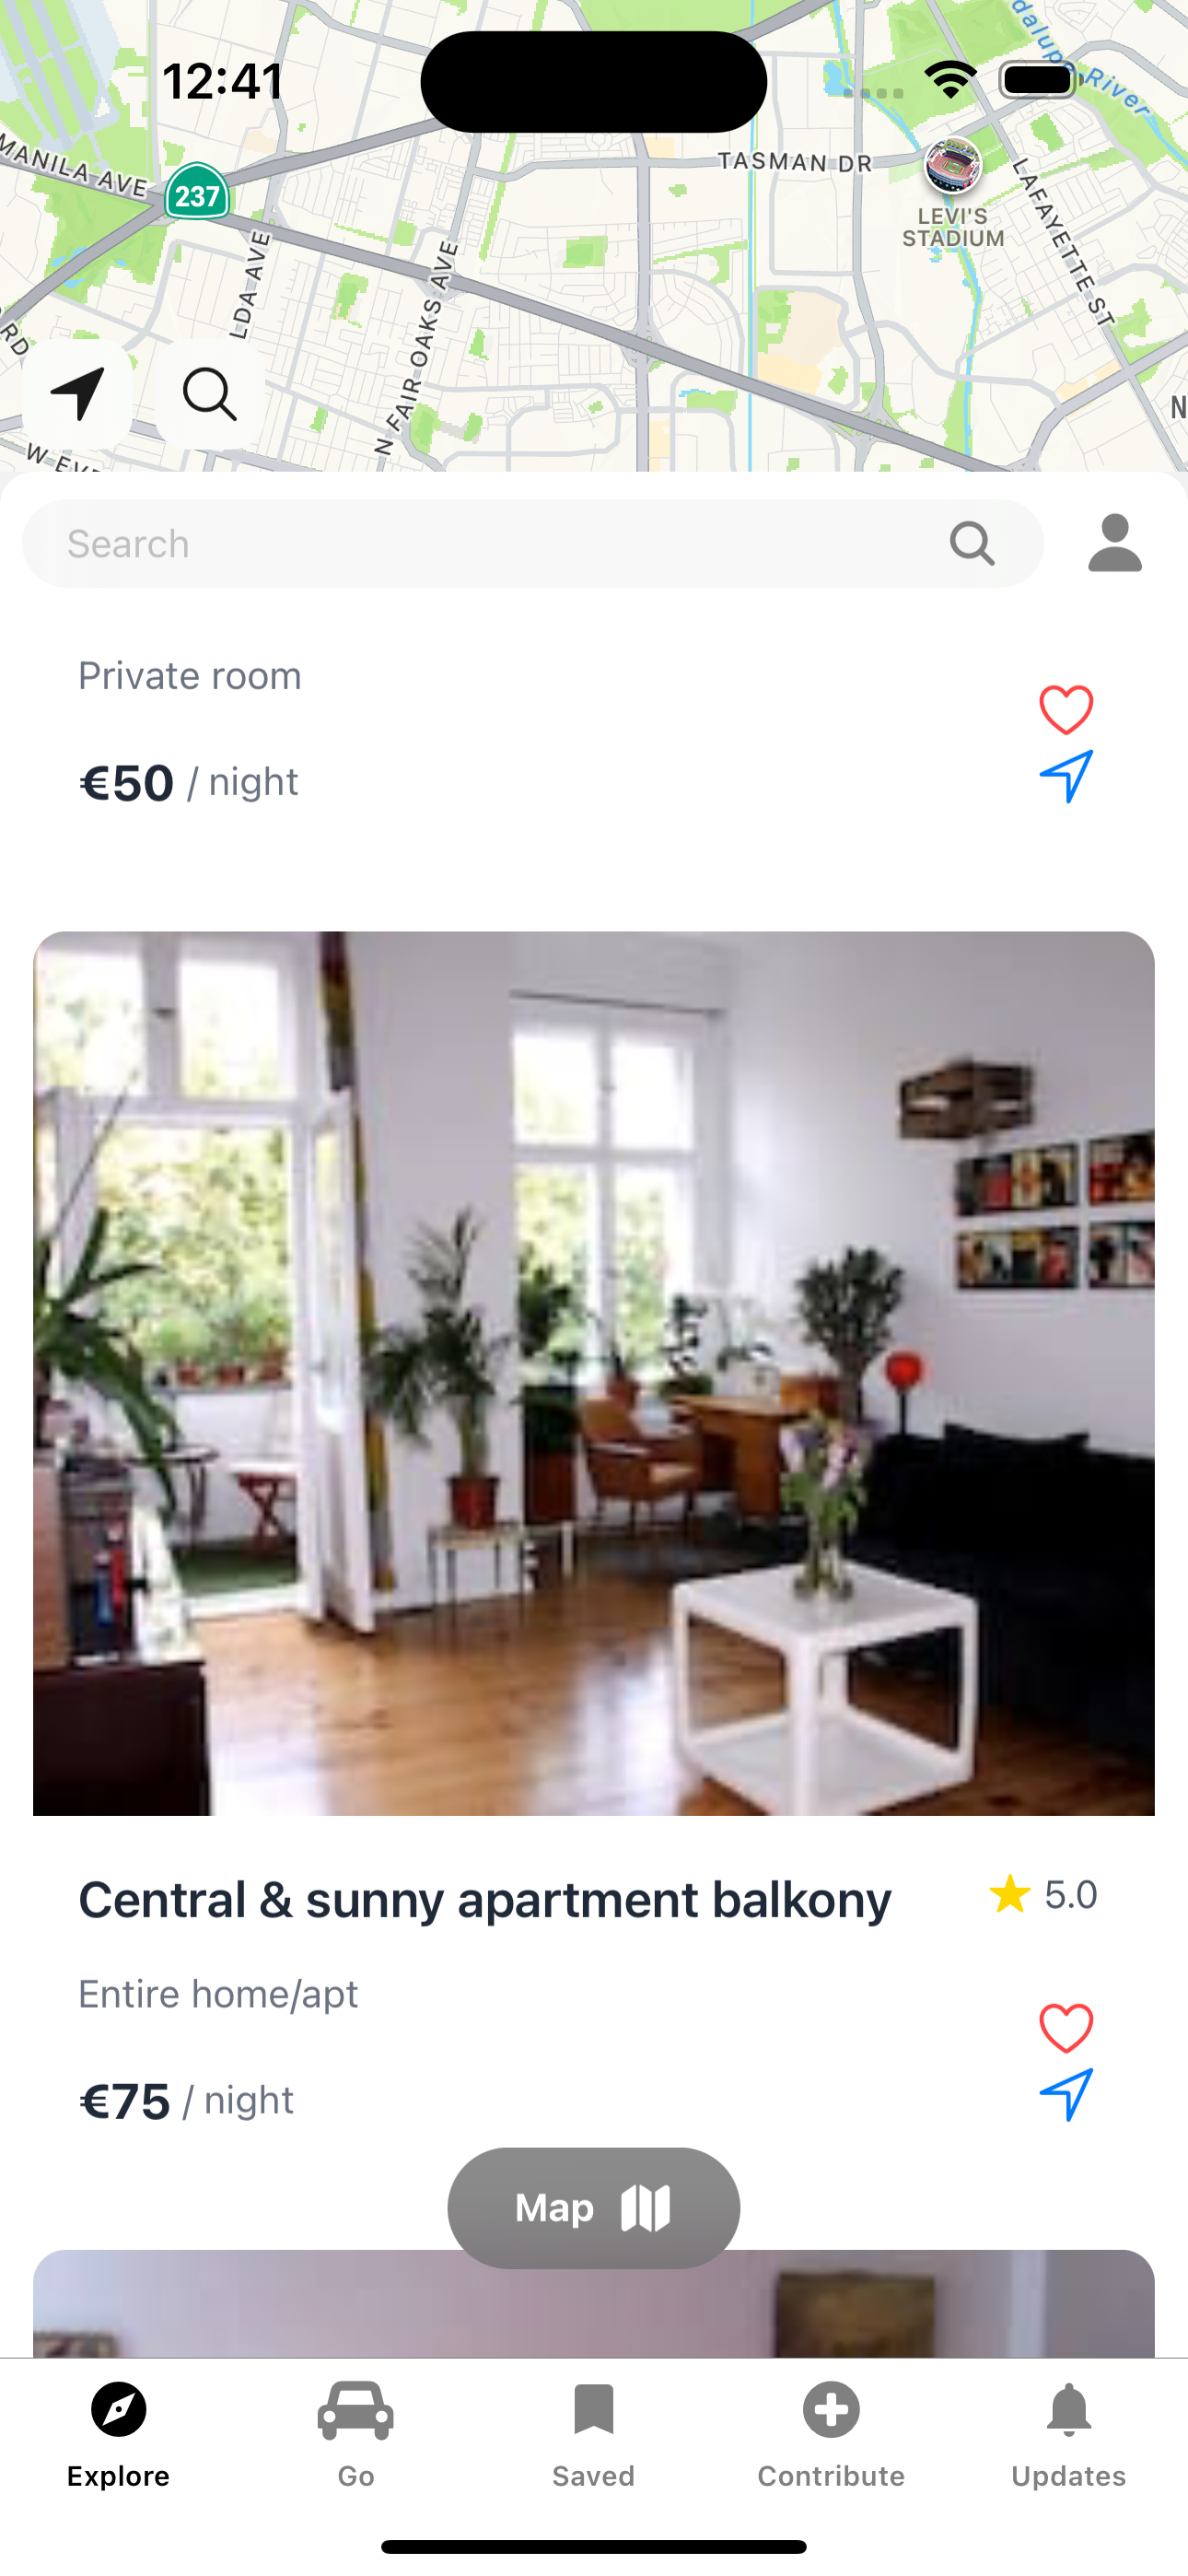 12:41
dalupe River
MANILA AVE
237
TASMAN DR
LEVI'S
STADIUM
LAFAYETTE ST
LDA AVE
N FAIR OAKS AVE
RD
N
Search
Private room
€50 / night
Central & sunny apartment balkony
5.0
Entire home/apt
€75 / night
Map
Explore
Go
Saved
Contribute
Updates